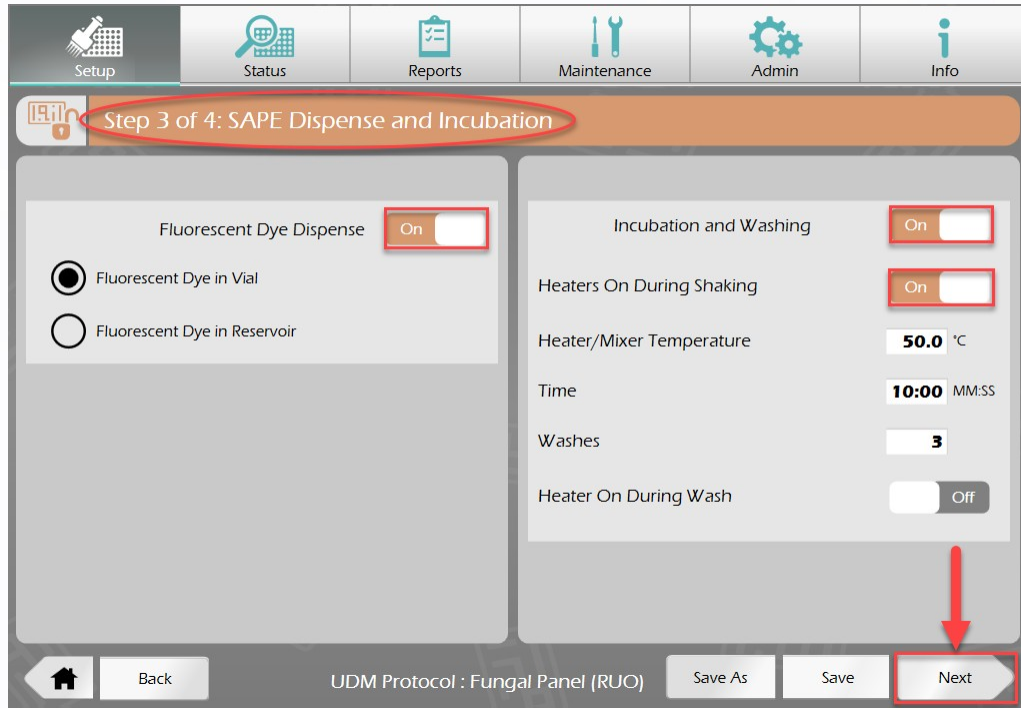 Setup
Status
Reports
Maintenance
Admin
Info
Step 3 of 4: SAPE Dispense and Incubation
Fluorescent Dye Dispense On
Fluorescent Dye in Vial
Fluorescent Dye in Reservoir
Incubation and Washing On
Heaters On During Shaking On
Heater/Mixer Temperature 50.0 °C
Time 10:00 MM:SS
Washes 3
Heater On During Wash Off
Back
UDM Protocol : Fungal Panel (RUO)
Save As
Save
Next